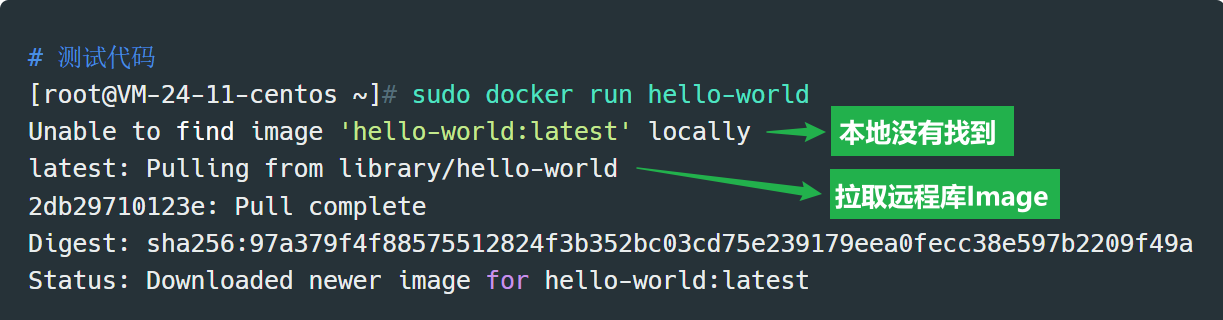 # 测试代码
[root@VM-24-11-centos ~]# sudo docker run hello-world
Unable to find image 'hello-world:latest' locally
本地没有找到
latest: Pulling from library/hello-world
拉取远程库Image
2db29710123e: Pull complete
Digest: sha256:97a379f4f88575512824f3b352bc03cd75e239179eea0fecc38e597b2209f49a
Status: Downloaded newer image for hello-world:latest